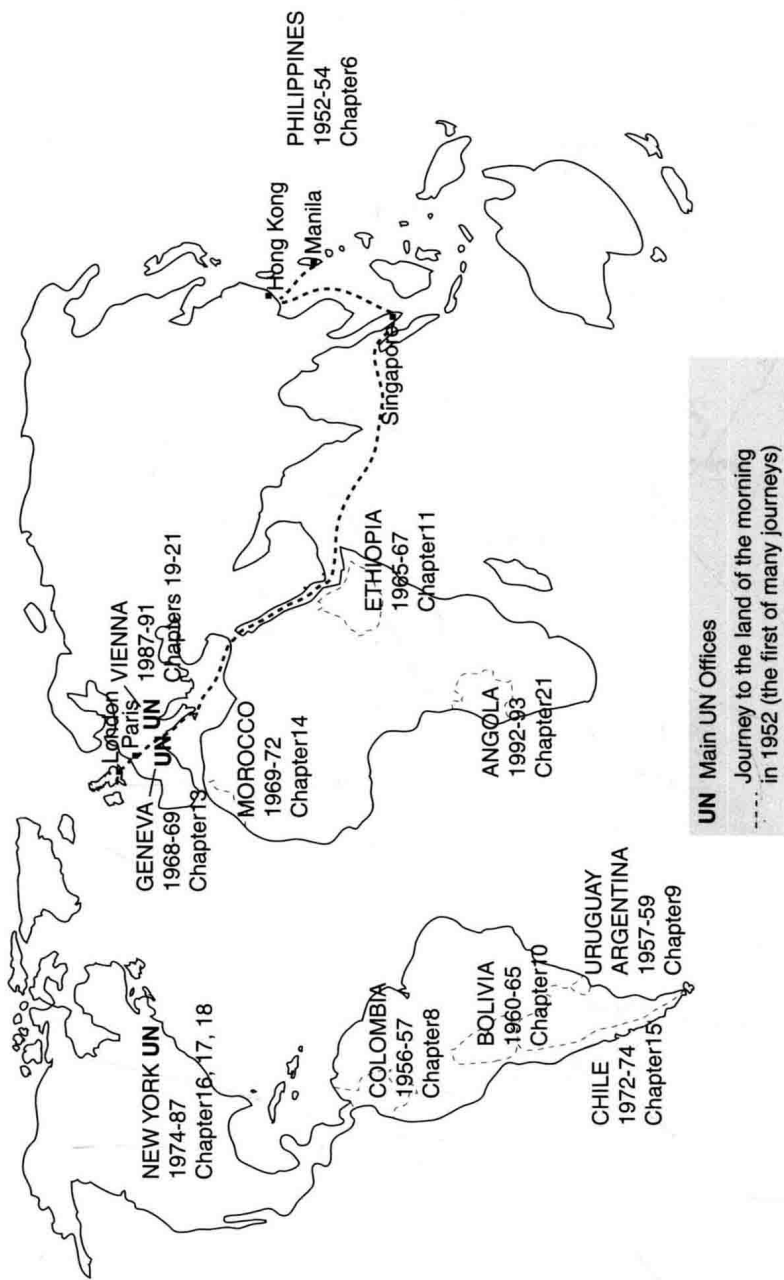 NEW YORK UN
1974-87
Chapter16, 17, 18
COLOMBIA
1956-57
Chapter8
BOLIVIA
1960-65
Chapter10
CHILE
1972-74
Chapter15
URUGUAY
ARGENTINA
1957-59
Chapter9
London
Paris
UN
UN
VIENNA
1987-91
Chapters 19-21
GENEVA
1968-69
Chapter13
MOROCCO
1969-72
Chapter14
ETHIOPIA
1965-67
Chapter11
ANGOLA
1992-93
Chapter21
Hong Kong
Manila
Singapore
PHILIPPINES
1952-54
Chapter6
UN Main UN Offices
Journey to the land of the morning
in 1952 (the first of many journeys)